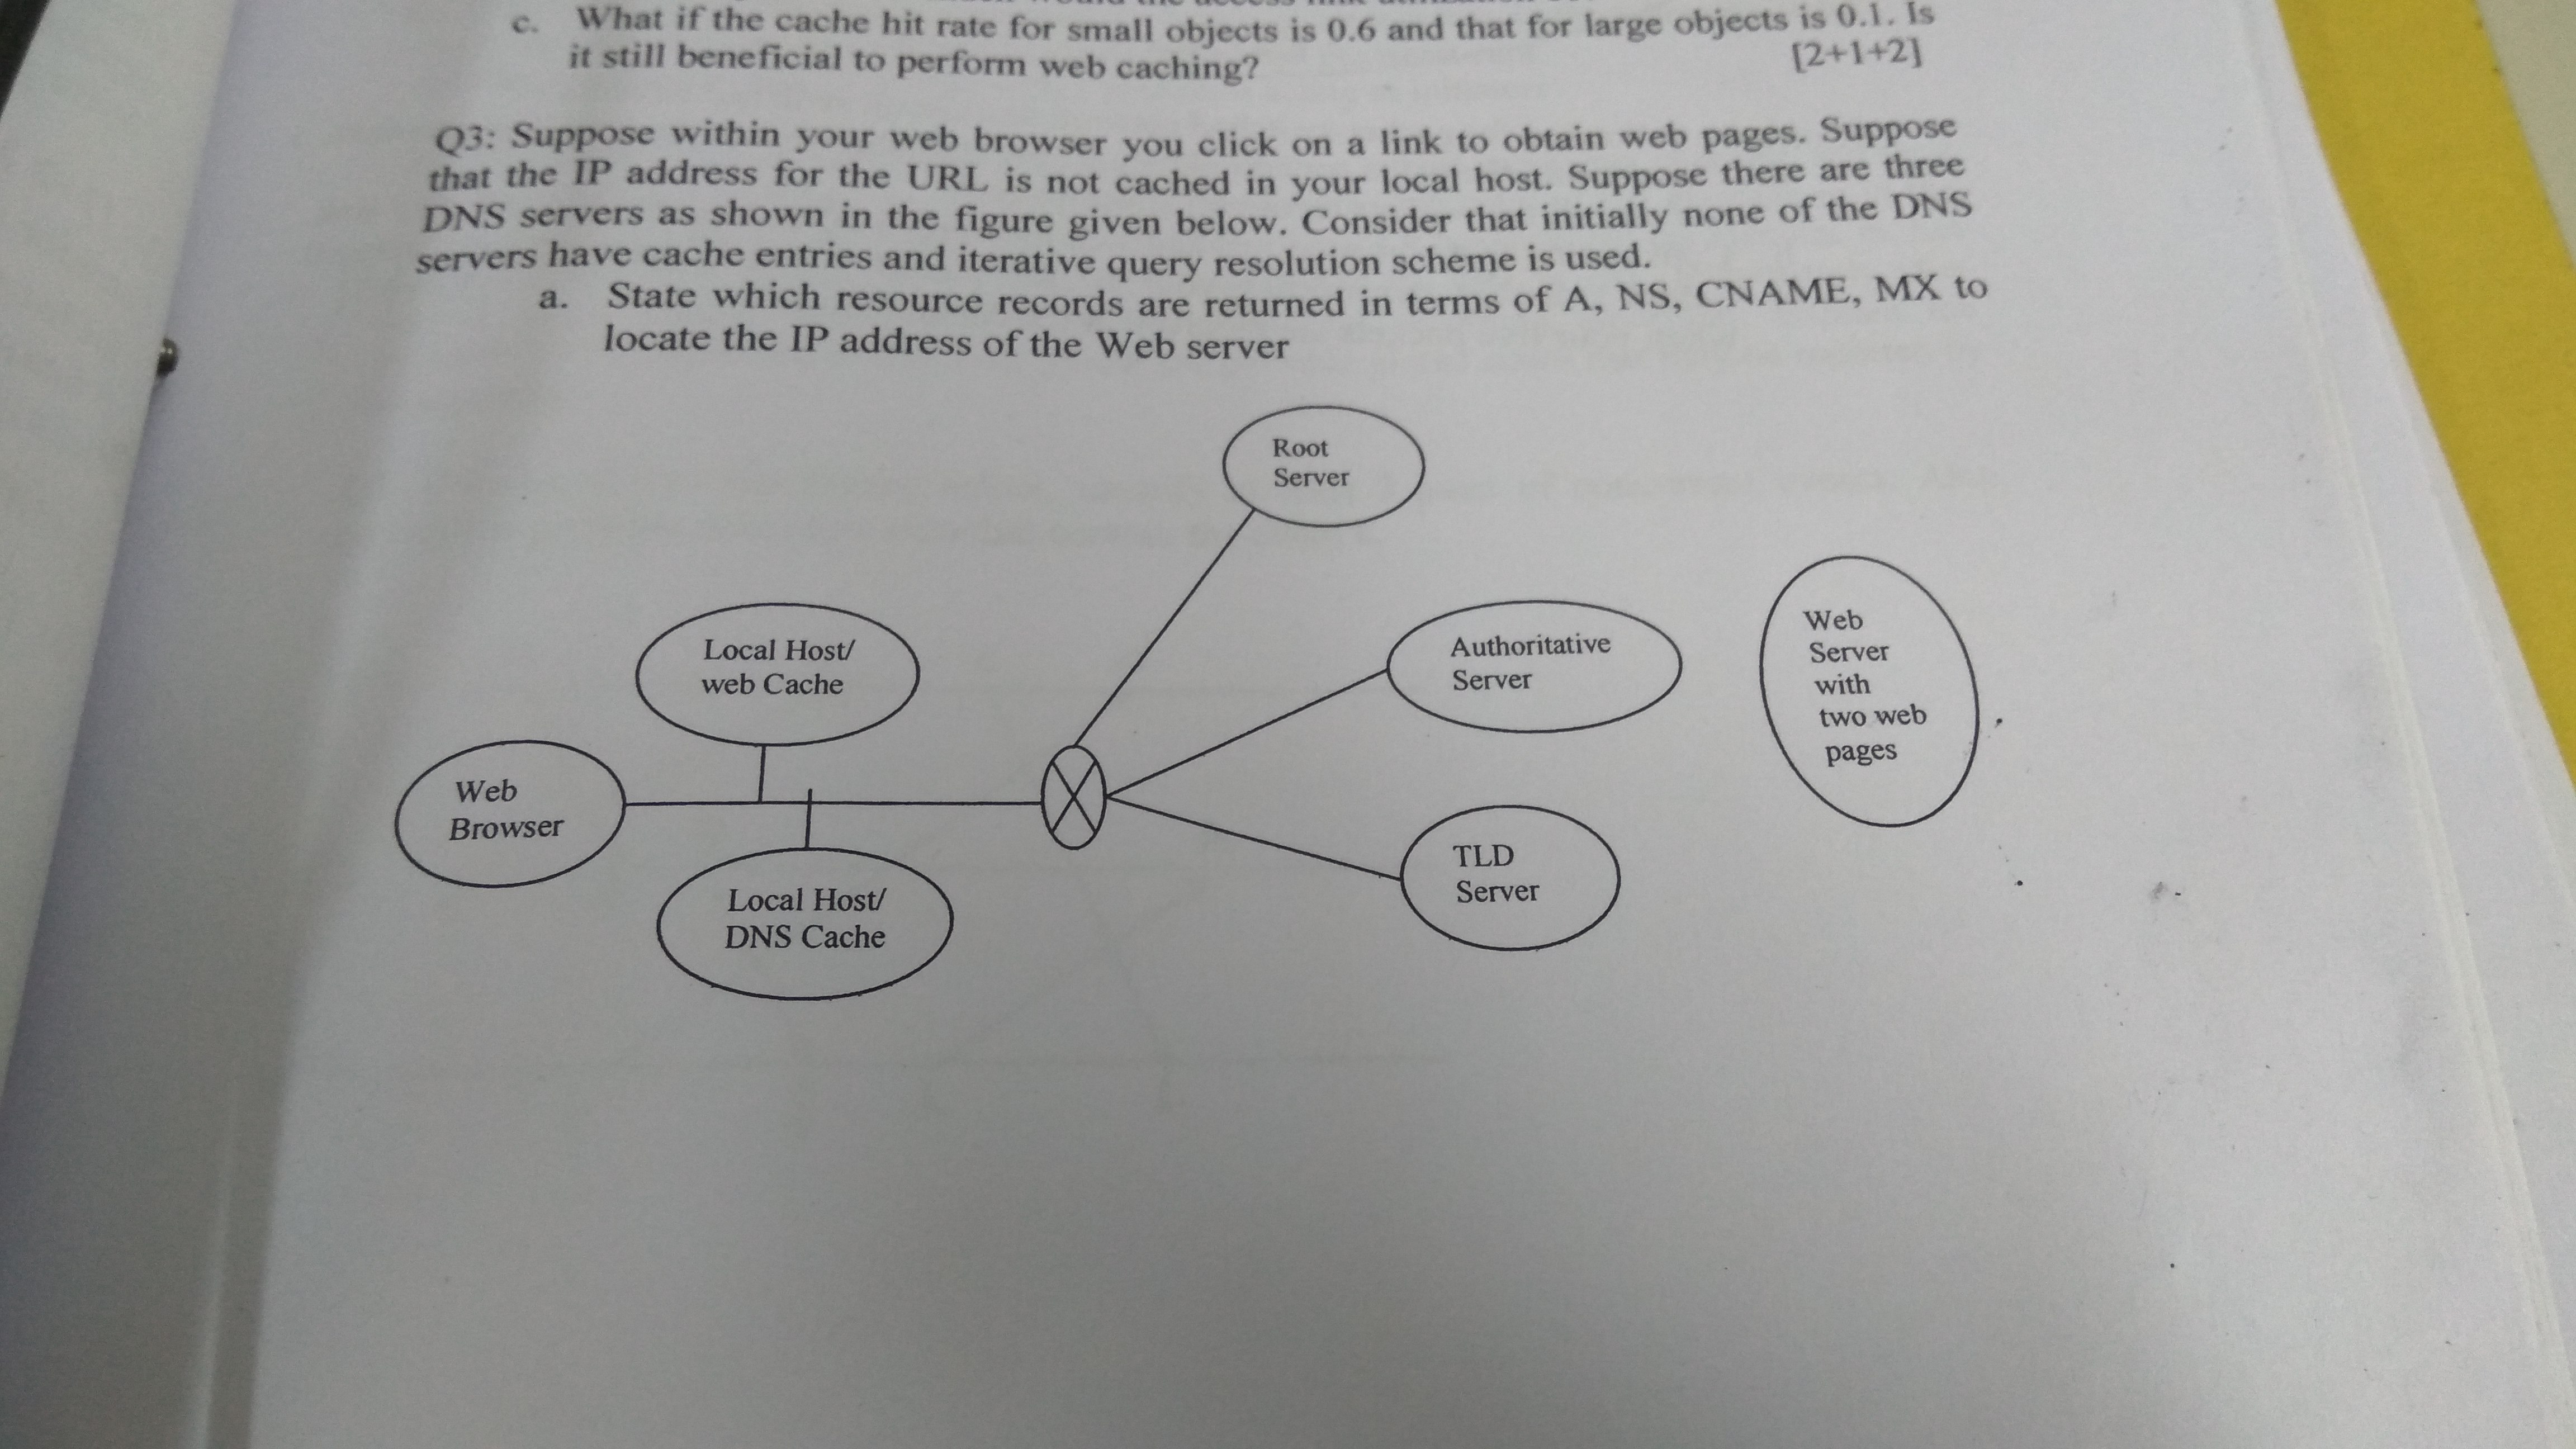 would the access link utilization
c. What if the cache hit rate for small objects is 0.6 and that for large objects is 0.1. Is
it still beneficial to perform web caching? [2+1+2]
Q3: Suppose within your web browser you click on a link to obtain web pages. Suppose
that the IP address for the URL is not cached in your local host. Suppose there are three
DNS servers as shown in the figure given below. Consider that initially none of the DNS
servers have cache entries and iterative query resolution scheme is used.
a. State which resource records are returned in terms of A, NS, CNAME, MX to
locate the IP address of the Web server
Root
Server
Local Host/
web Cache
Authoritative
Server
Web
Server
with
two web
pages
Web
Browser
Local Host/
DNS Cache
TLD
Server